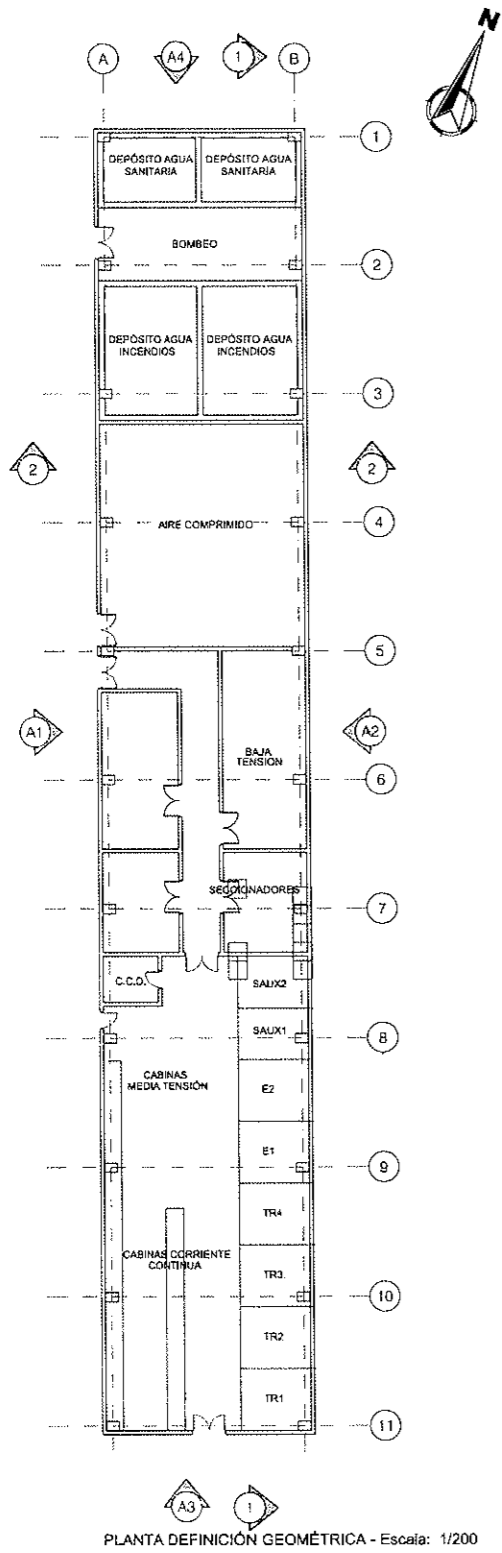 N
A
A4
1
B
1
DEPÓSITO AGUA
SANITARIA
DEPÓSITO AGUA
SANITARIA
BOMBEO
2
DEPÓSITO AGUA
INCENDIOS
DEPÓSITO AGUA
INCENDIOS
3
2
2
AIRE COMPRIMIDO
4
5
A1
A2
BAJA
TENSION
6
SECCIONADORES
7
C.C.D.
SAUX2
SAUX1
8
CABINAS
MEDIA TENSIÓN
E2
E1
9
TR4
CABINAS CORRIENTE
CONTINUA
TR3
10
TR2
TR1
11
A3
1
PLANTA DEFINICIÓN GEOMÉTRICA - Escala: 1/200